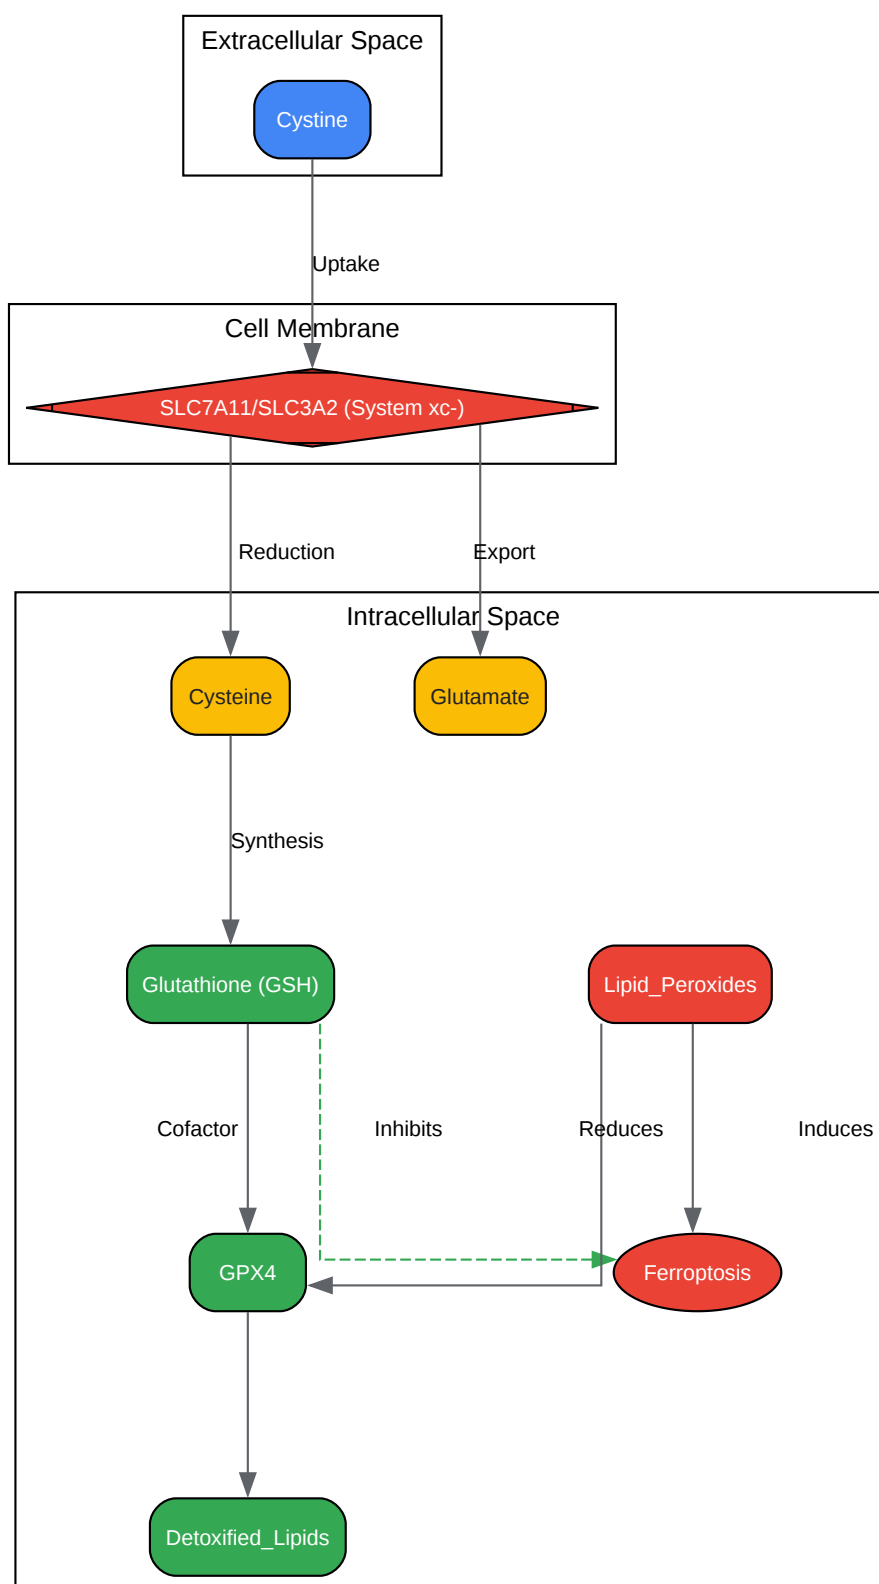 Extracellular Space
Cystine
Uptake
Cell Membrane
SLC7A11/SLC3A2 (System xc-)
Reduction
Export
Intracellular Space
Cysteine
Glutamate
Synthesis
Glutathione (GSH)
Lipid_Peroxides
Cofactor
Inhibits
Reduces
Induces
GPX4
Ferroptosis
Detoxified_Lipids